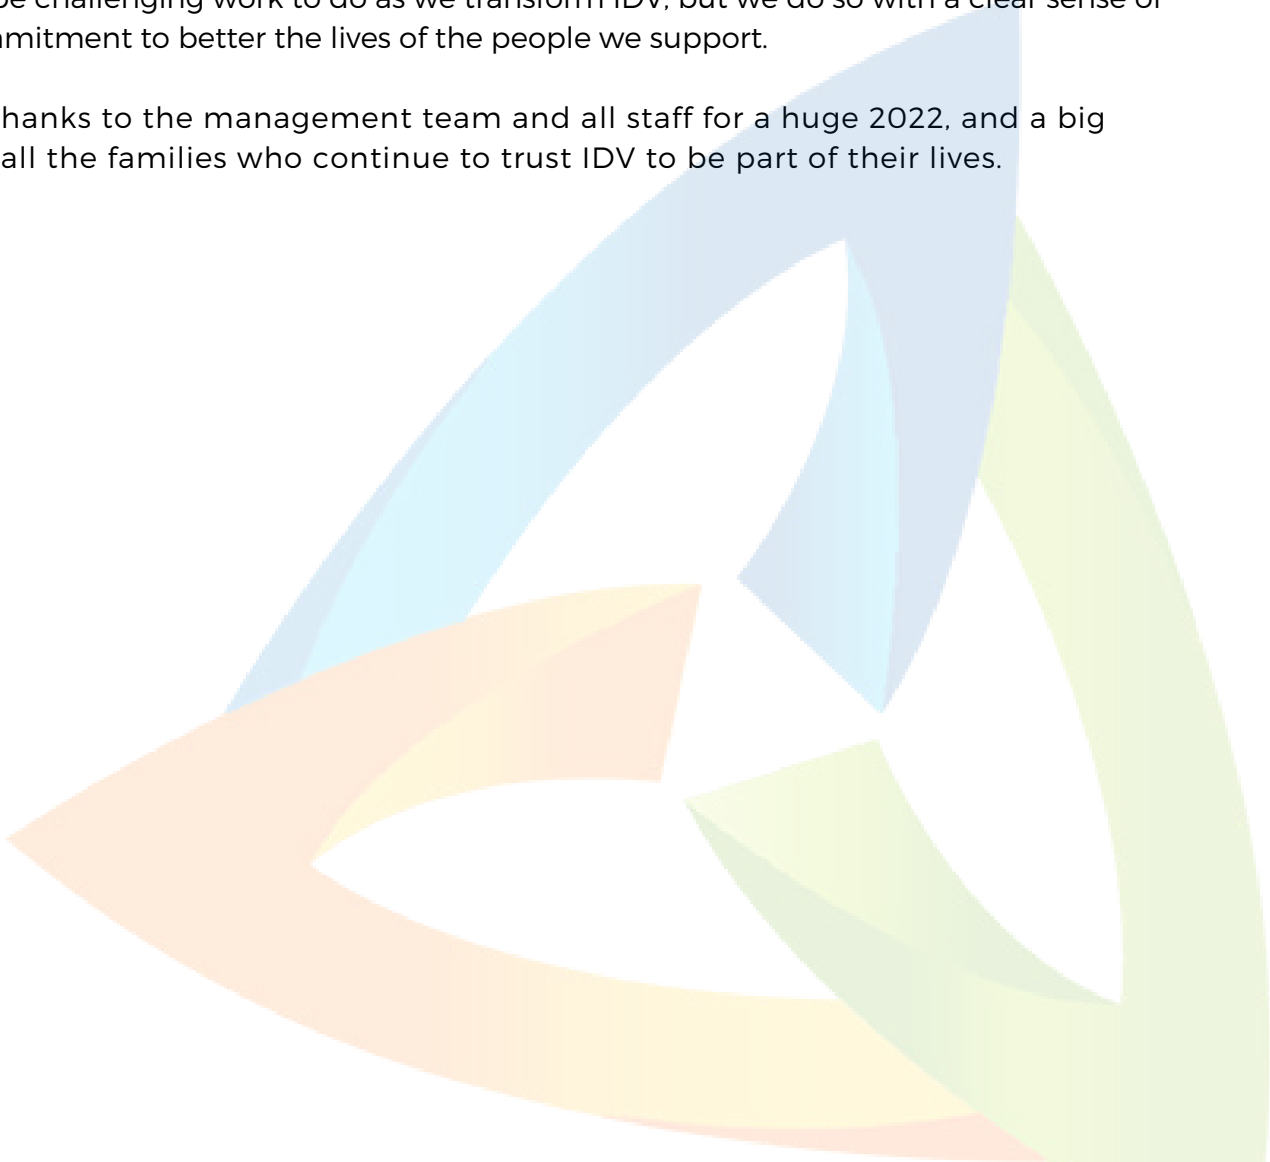 be challenging work to do as we transform IDV, but we do so with a clear sense of
mmitment to better the lives of the people we support.
hanks to the management team and all staff for a huge 2022, and a big
all the families who continue to trust IDV to be part of their lives.